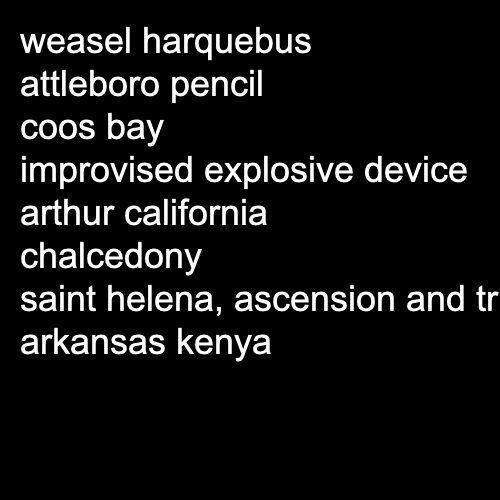 weasel harquebus
attleboro pencil
coos bay
improvised explosive device
arthur california
chalcedony
saint helena, ascension and tr
arkansas kenya